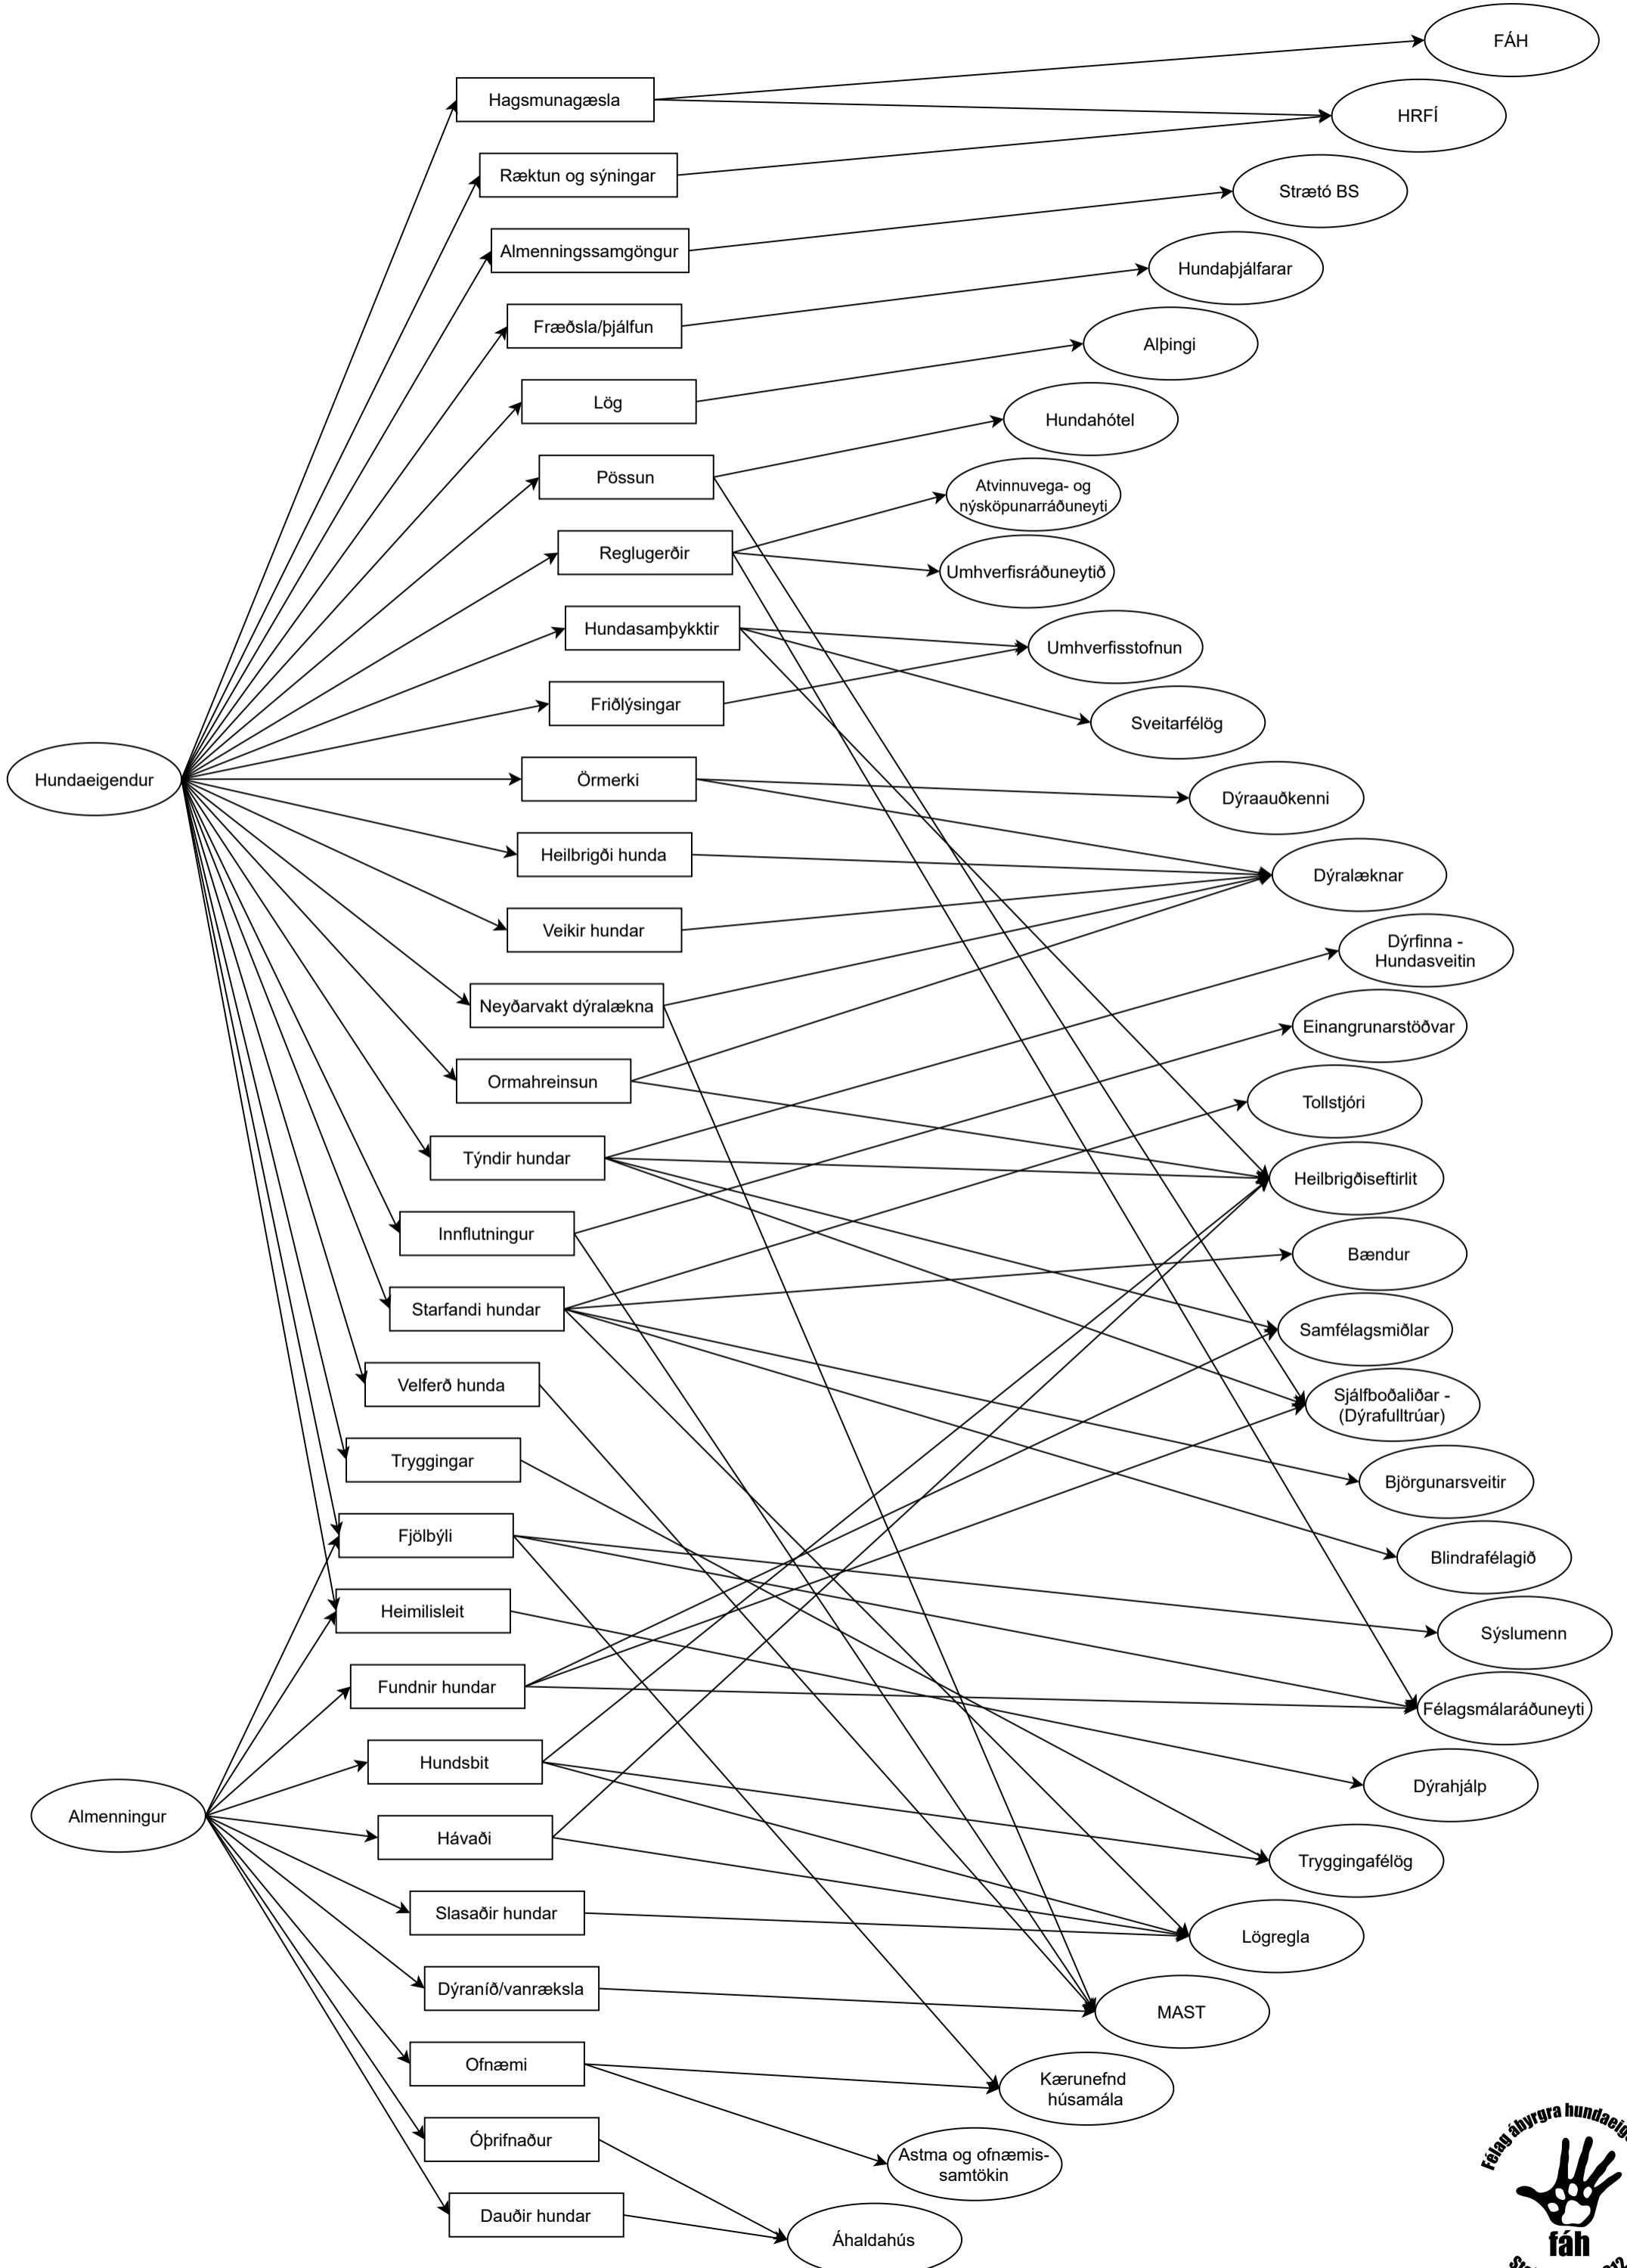 FÁH
Hagsmunagæsla
HRFÍ
Ræktun og sýningar
Strætó BS
Almenningssamgöngur
Hundaþjálfarar
Fræðsla/þjálfun
Alþingi
Lög
Hundahótel
Pössun
Atvinnuvega- og
nýsköpunarráðuneyti
Reglugerðir
Umhverfisráðuneytið
Hundasamþykktir
Umhverfisstofnun
Friðlýsingar
Sveitarfélög
Hundaeigendur
Örmerki
Dýraauðkenni
Heilbrigði hunda
Dýralæknar
Veikir hundar
Dýrfinna -
Hundasveitin
Neyðarvakt dýralækna
Einangrunarstöðvar
Ormahreinsun
Tollstjóri
Týndir hundar
Heilbrigðiseftirlit
Innflutningur
Bændur
Starfandi hundar
Samfélagsmiðlar
Velferð hunda
Sjálfboðaliðar -
(Dýrafulltrúar)
Tryggingar
Björgunarsveitir
Fjölbýli
Blindrafélagið
Heimilisleit
Sýslumenn
Fundnir hundar
Félagsmálaráðuneyti
Hundsbit
Dýrahjálp
Almenningur
Hávaði
Tryggingafélög
Slasaðir hundar
Lögregla
Dýraníð/vanræksla
MAST
Ofnæmi
Kærunefnd
húsamála
Óþrifnaður
Astma og ofnæmis-
samtökin
Dauðir hundar
Áhaldahús
Félag ábyrgra
fáh